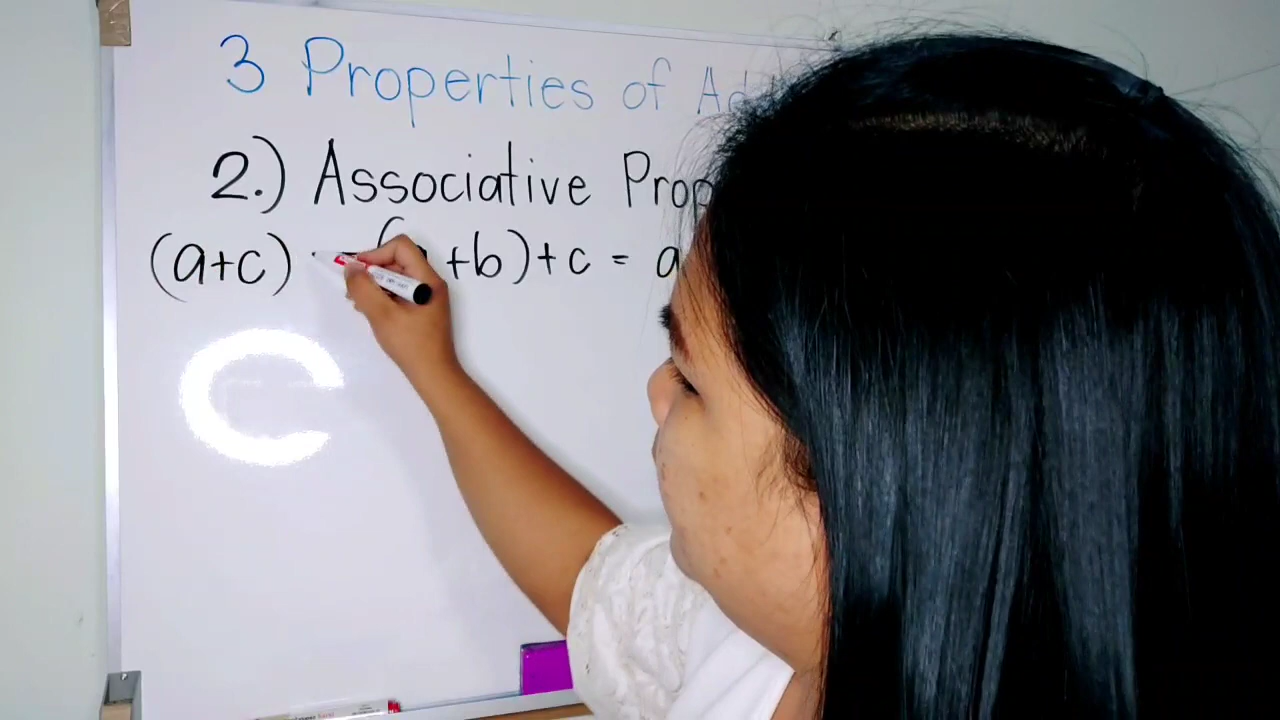 3 Properties of Ad
2.) Associative Prop
(a+c) - ( +b)+c = a